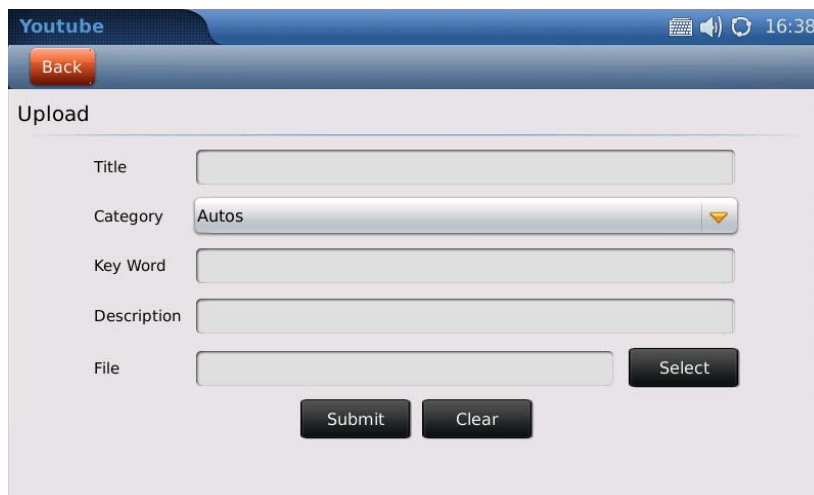 Youtube 16:38
Back
Upload
Title
Category Autos
Key Word
Description
File Select
Submit Clear